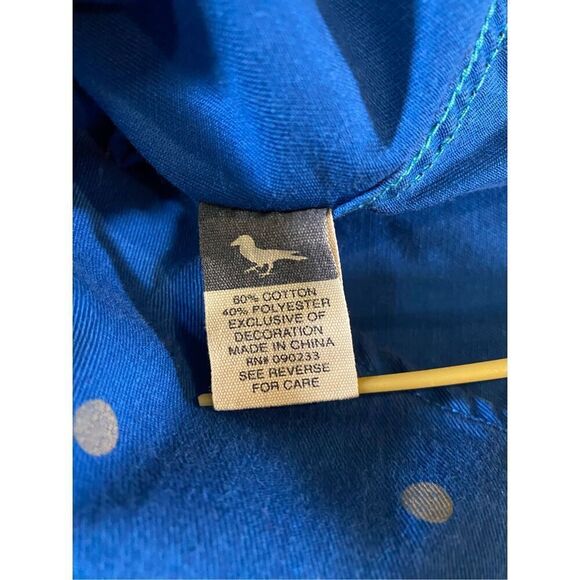 60% COTTON
40% POLYESTER
EXCLUSIVE OF
DECORATION
MADE IN CHINA
RN# 090233
SEE REVERSE
FOR CARE